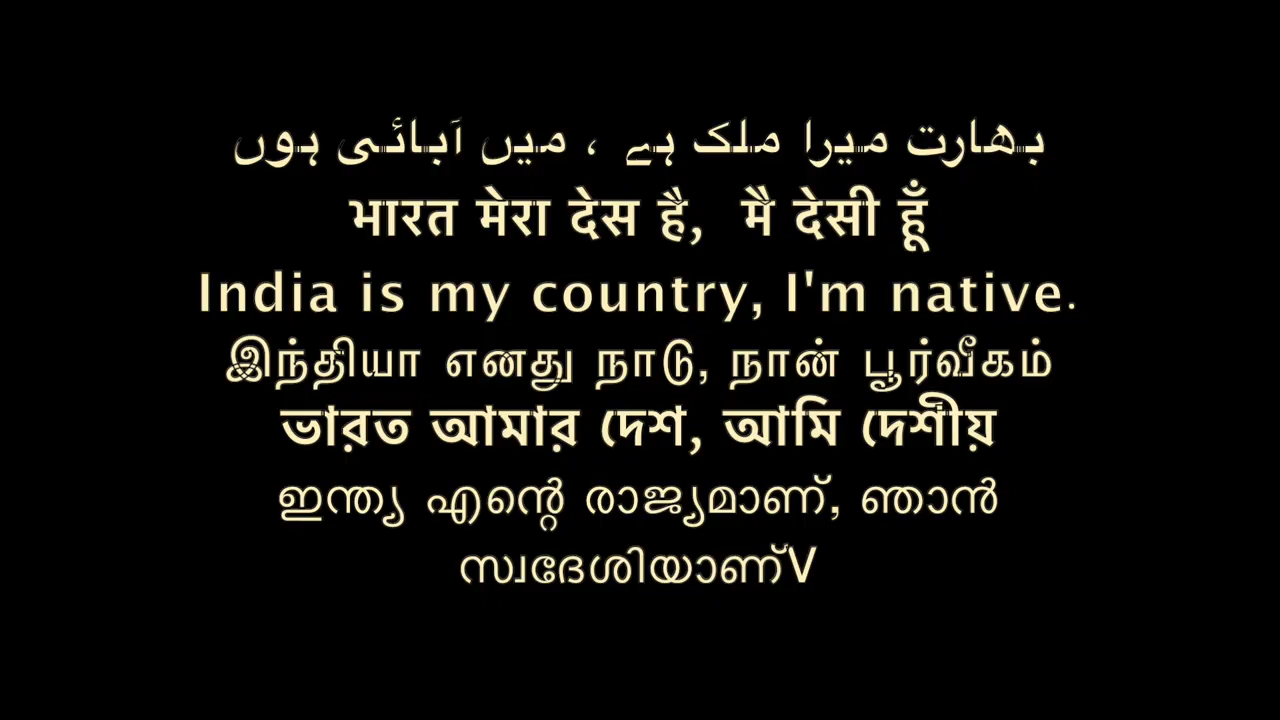 بھارت میرا ملک ہے ، میں آبائی ہوں
भारत मेरा देस है, मै देसी हूँ
India is my country, I'm native.
இந்தியா எனது நாடு, நான் பூர்வீகம்
ভারত আমার দেশ, আমি দেশীয়
ഇന്ത്യ എന്റെ രാജ്യമാണ്, ഞാൻ
സ്വദേശിയാണ്V